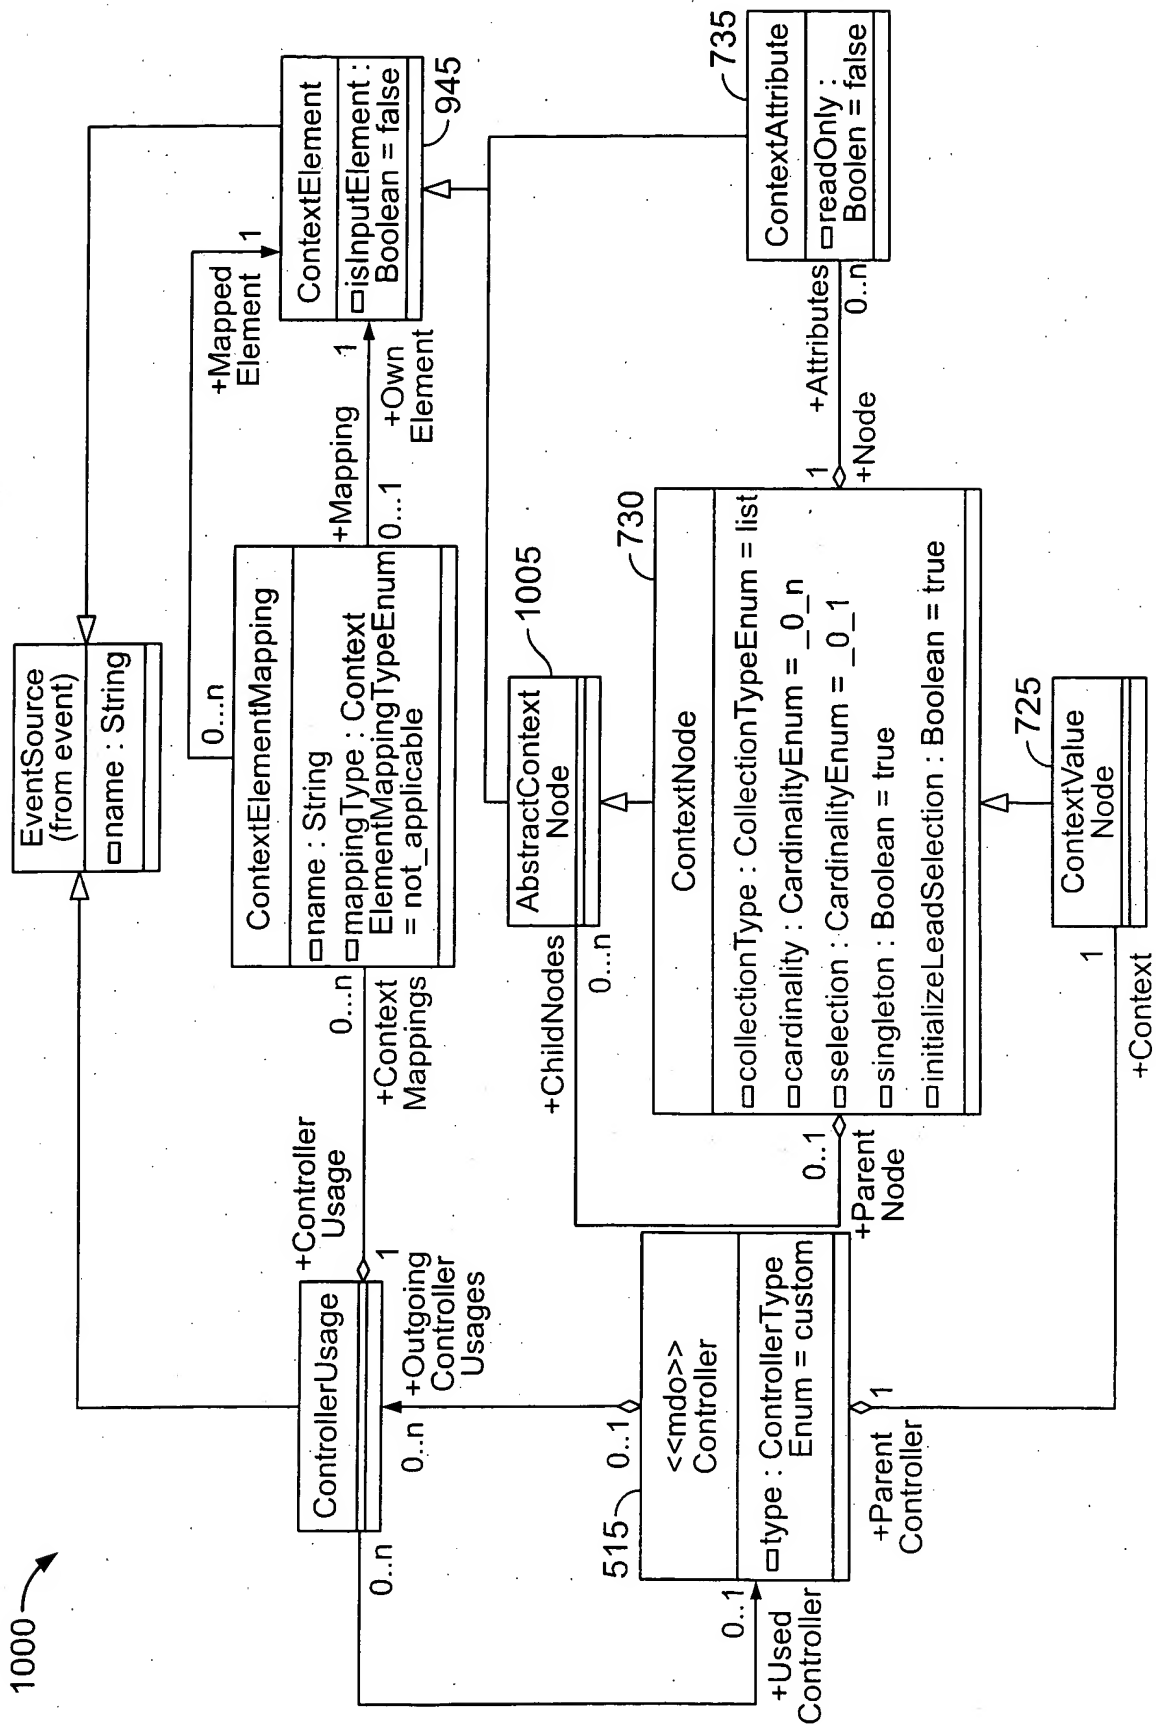 1000
EventSource
(from event)
name : String
ControllerUsage
+Controller
Usage
1
0...n
+Context
Mappings
ContextElementMapping
name : String
mappingType : Context
ElementMappingTypeEnum
= not_applicable
0...n
+Mapped
Element
1
+Mapping
0...1
1
+Own
Element
ContextElement
isInputElement :
Boolean = false
945
0..n
0..n
+Outgoing
Controller
Usages
0..1
515
<<mdo>>
Controller
type : ControllerType
Enum = custom
0..1
+Used
Controller
+Parent
Controller
1
AbstractContext
Node
1005
+ChildNodes
0...n
0..1
+Parent
Node
ContextNode
730
collectionType : CollectionTypeEnum = list
cardinality : CardinalityEnum = _0_n
selection : CardinalityEnum = _0_1
singleton : Boolean = true
initializeLeadSelection : Boolean = true
1
+Node
+Attributes
0..n
ContextAttribute
readOnly :
Boolen = false
735
ContextValue
Node
725
1
+Context